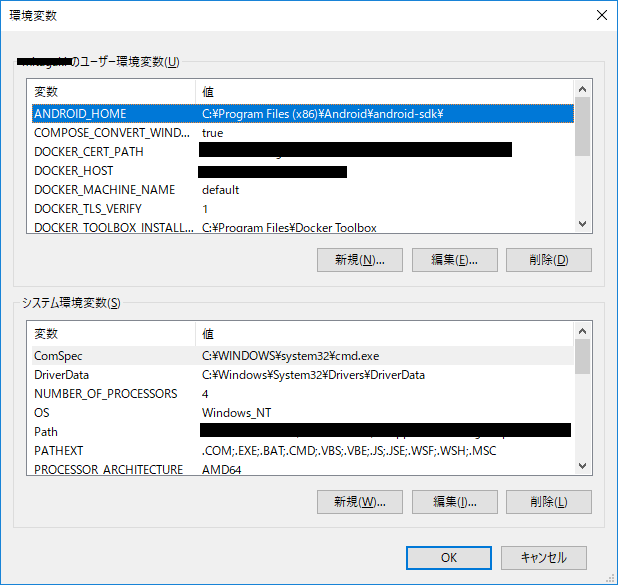 環境変数
のユーザー環境変数(U)
変数 値
ANDROID_HOME C:¥Program Files (x86)¥Android¥android-sdk¥
COMPOSE_CONVERT_WIND... true
DOCKER_CERT_PATH
DOCKER_HOST
DOCKER_MACHINE_NAME default
DOCKER_TLS_VERIFY 1
DOCKER_TOOLBOX_INSTALL... C:¥Program Files¥Docker Toolbox
新規(N)... 編集(E)... 削除(D)
システム環境変数(S)
変数 値
ComSpec C:¥WINDOWS¥system32¥cmd.exe
DriverData C:¥Windows¥System32¥Drivers¥DriverData
NUMBER_OF_PROCESSORS 4
OS Windows_NT
Path
PATHEXT .COM;.EXE;.BAT;.CMD;.VBS;.VBE;.JS;.JSE;.WSF;.WSH;.MSC
PROCESSOR_ARCHITECTURE AMD64
新規(W)... 編集(I)... 削除(L)
OK キャンセル